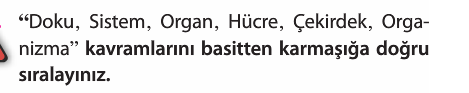 “Doku, Sistem, Organ, Hücre, Çekirdek, Orga-
nizma” kavramlarını basitten karmaşığa doğru
sıralayınız.